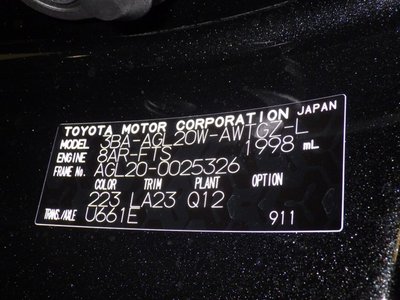 TOYOTA MOTOR CORPORATION JAPAN
MODEL 3BA-AGL20W-AWTGZ-L
ENGINE 8AR-FTS 1998 mL
FRAME No. AGL20-0025326
COLOR TRIM PLANT OPTION
223 LA23 Q12
TRANS./AXLE U661E 911